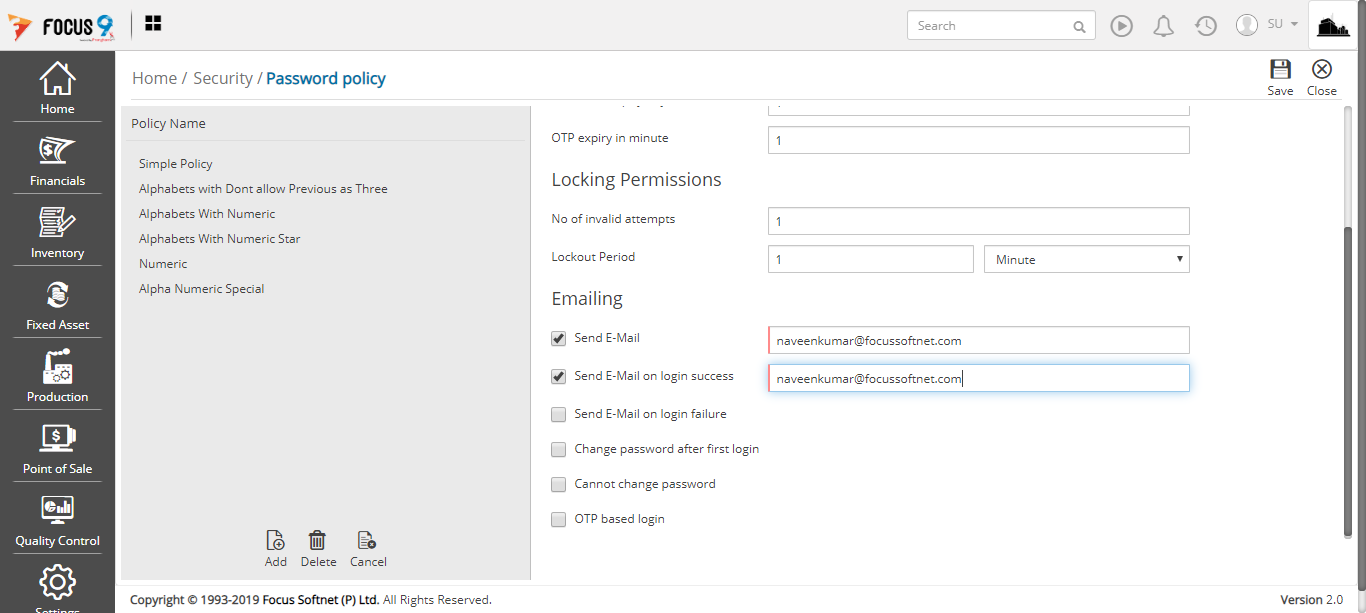 FOCUS 9
Search
SU
Home / Security / Password policy
Save
Close
Home
Financials
Inventory
Fixed Asset
Production
Point of Sale
Quality Control
Settings
Policy Name
Simple Policy
Alphabets with Dont allow Previous as Three
Alphabets With Numeric
Alphabets With Numeric Star
Numeric
Alpha Numeric Special
Add
Delete
Cancel
OTP expiry in minute
1
Locking Permissions
No of invalid attempts
1
Lockout Period
1
Minute
Emailing
Send E-Mail
naveenkumar@focussoftnet.com
Send E-Mail on login success
naveenkumar@focussoftnet.com
Send E-Mail on login failure
Change password after first login
Cannot change password
OTP based login
Copyright © 1993-2019 Focus Softnet (P) Ltd. All Rights Reserved.
Version 2.0